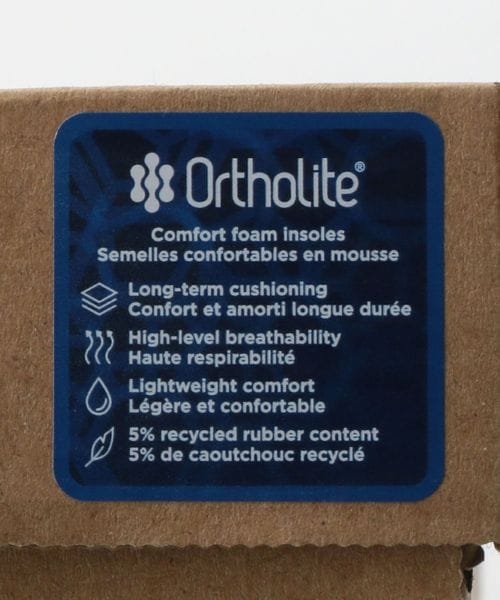 Ortholite®
Comfort foam insoles
Semelles confortables en mousse
Long-term cushioning
Confort et amorti longue durée
High-level breathability
Haute respirabilité
Lightweight comfort
Légère et confortable
5% recycled rubber content
5% de caoutchouc recyclé